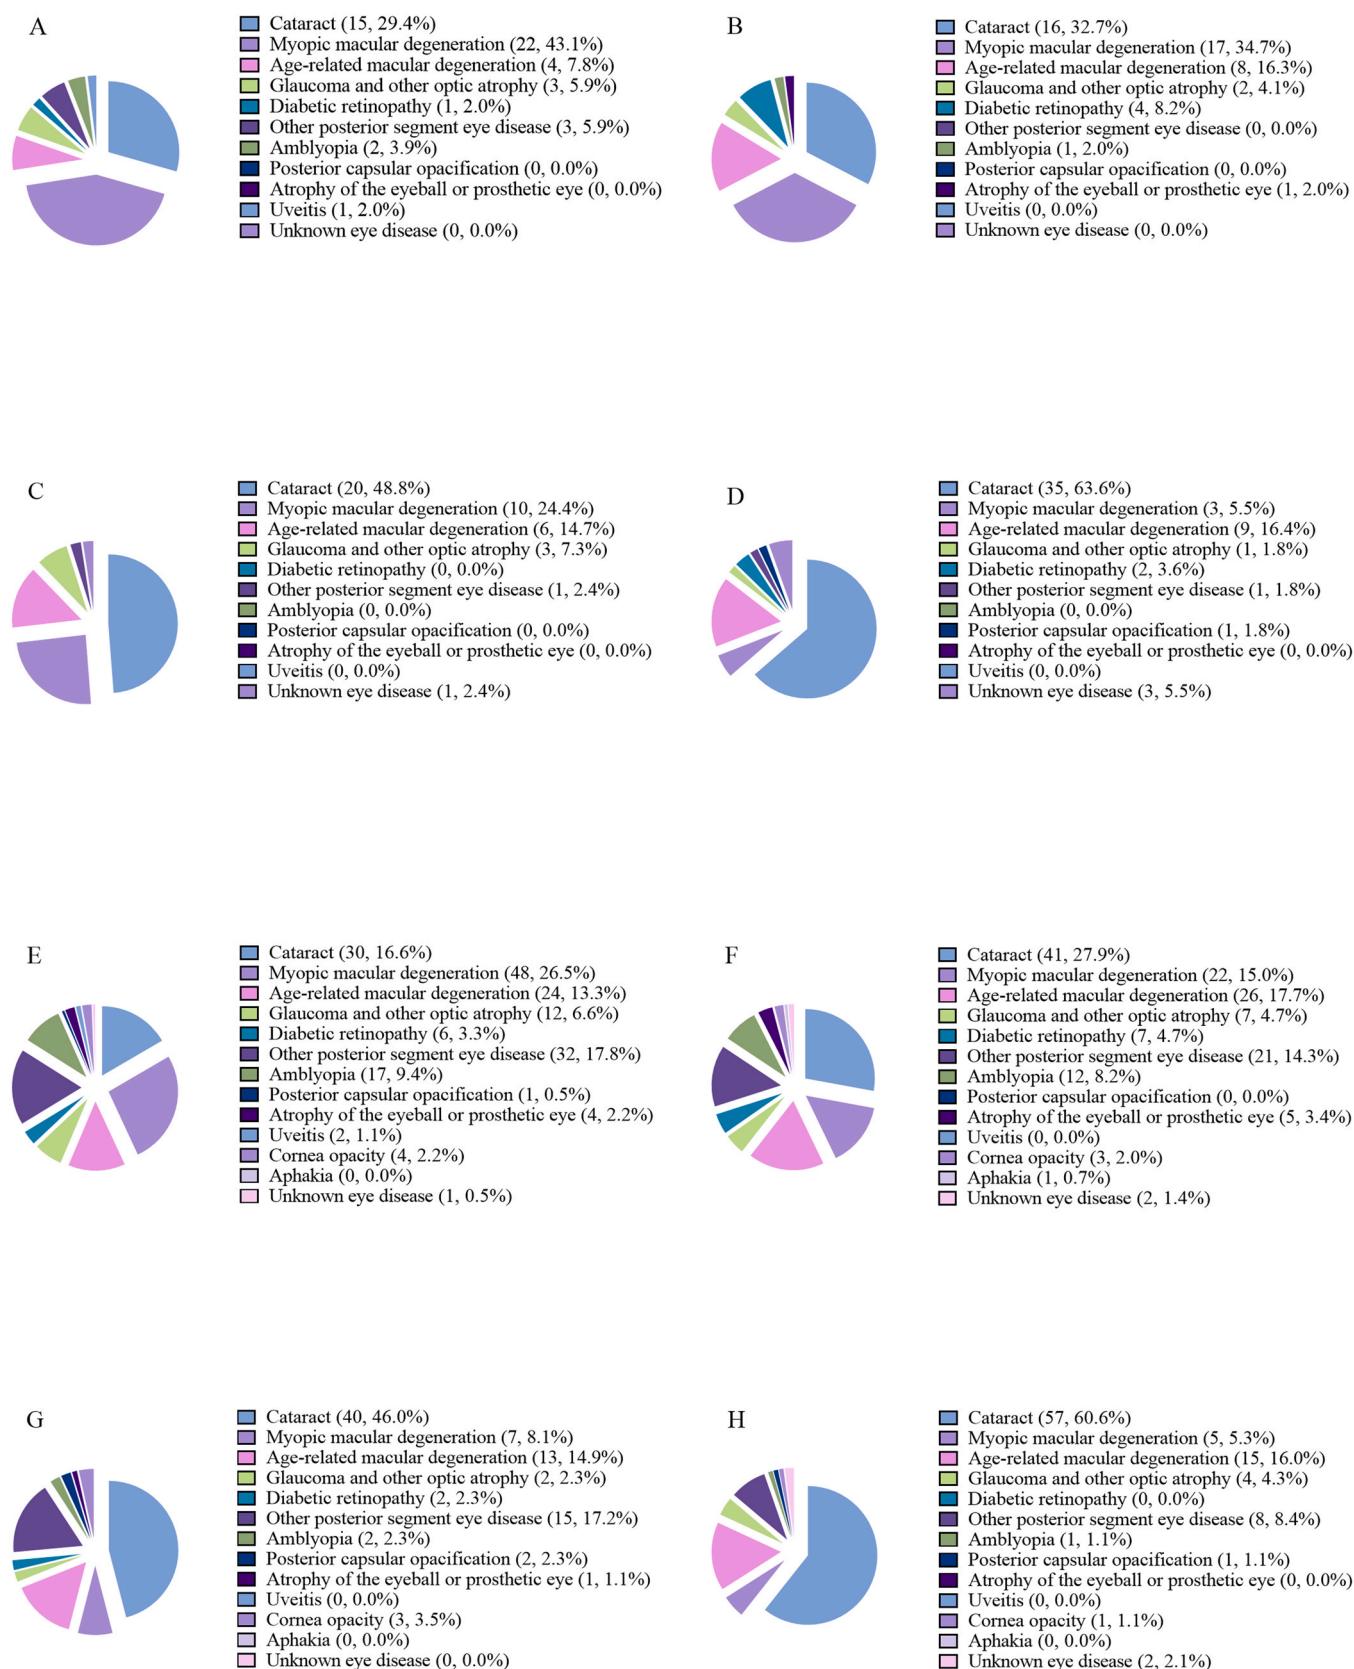 A
Cataract (15, 29.4%)
Myopic macular degeneration (22, 43.1%)
Age-related macular degeneration (4, 7.8%)
Glaucoma and other optic atrophy (3, 5.9%)
Diabetic retinopathy (1, 2.0%)
Other posterior segment eye disease (3, 5.9%)
Amblyopia (2, 3.9%)
Posterior capsular opacification (0, 0.0%)
Atrophy of the eyeball or prosthetic eye (0, 0.0%)
Uveitis (1, 2.0%)
Unknown eye disease (0, 0.0%)
B
Cataract (16, 32.7%)
Myopic macular degeneration (17, 34.7%)
Age-related macular degeneration (8, 16.3%)
Glaucoma and other optic atrophy (2, 4.1%)
Diabetic retinopathy (4, 8.2%)
Other posterior segment eye disease (0, 0.0%)
Amblyopia (1, 2.0%)
Posterior capsular opacification (0, 0.0%)
Atrophy of the eyeball or prosthetic eye (1, 2.0%)
Uveitis (0, 0.0%)
Unknown eye disease (0, 0.0%)
C
Cataract (20, 48.8%)
Myopic macular degeneration (10, 24.4%)
Age-related macular degeneration (6, 14.7%)
Glaucoma and other optic atrophy (3, 7.3%)
Diabetic retinopathy (0, 0.0%)
Other posterior segment eye disease (1, 2.4%)
Amblyopia (0, 0.0%)
Posterior capsular opacification (0, 0.0%)
Atrophy of the eyeball or prosthetic eye (0, 0.0%)
Uveitis (0, 0.0%)
Unknown eye disease (1, 2.4%)
D
Cataract (35, 63.6%)
Myopic macular degeneration (3, 5.5%)
Age-related macular degeneration (9, 16.4%)
Glaucoma and other optic atrophy (1, 1.8%)
Diabetic retinopathy (2, 3.6%)
Other posterior segment eye disease (1, 1.8%)
Amblyopia (0, 0.0%)
Posterior capsular opacification (1, 1.8%)
Atrophy of the eyeball or prosthetic eye (0, 0.0%)
Uveitis (0, 0.0%)
Unknown eye disease (3, 5.5%)
E
Cataract (30, 16.6%)
Myopic macular degeneration (48, 26.5%)
Age-related macular degeneration (24, 13.3%)
Glaucoma and other optic atrophy (12, 6.6%)
Diabetic retinopathy (6, 3.3%)
Other posterior segment eye disease (32, 17.8%)
Amblyopia (17, 9.4%)
Posterior capsular opacification (1, 0.5%)
Atrophy of the eyeball or prosthetic eye (4, 2.2%)
Uveitis (2, 1.1%)
Cornea opacity (4, 2.2%)
Aphakia (0, 0.0%)
Unknown eye disease (1, 0.5%)
F
Cataract (41, 27.9%)
Myopic macular degeneration (22, 15.0%)
Age-related macular degeneration (26, 17.7%)
Glaucoma and other optic atrophy (7, 4.7%)
Diabetic retinopathy (7, 4.7%)
Other posterior segment eye disease (21, 14.3%)
Amblyopia (12, 8.2%)
Posterior capsular opacification (0, 0.0%)
Atrophy of the eyeball or prosthetic eye (5, 3.4%)
Uveitis (0, 0.0%)
Cornea opacity (3, 2.0%)
Aphakia (1, 0.7%)
Unknown eye disease (2, 1.4%)
G
Cataract (40, 46.0%)
Myopic macular degeneration (7, 8.1%)
Age-related macular degeneration (13, 14.9%)
Glaucoma and other optic atrophy (2, 2.3%)
Diabetic retinopathy (2, 2.3%)
Other posterior segment eye disease (15, 17.2%)
Amblyopia (2, 2.3%)
Posterior capsular opacification (2, 2.3%)
Atrophy of the eyeball or prosthetic eye (1, 1.1%)
Uveitis (0, 0.0%)
Cornea opacity (3, 3.5%)
Aphakia (0, 0.0%)
Unknown eye disease (0, 0.0%)
H
Cataract (57, 60.6%)
Myopic macular degeneration (5, 5.3%)
Age-related macular degeneration (15, 16.0%)
Glaucoma and other optic atrophy (4, 4.3%)
Diabetic retinopathy (0, 0.0%)
Other posterior segment eye disease (8, 8.4%)
Amblyopia (1, 1.1%)
Posterior capsular opacification (1, 1.1%)
Atrophy of the eyeball or prosthetic eye (0, 0.0%)
Uveitis (0, 0.0%)
Cornea opacity (1, 1.1%)
Aphakia (0, 0.0%)
Unknown eye disease (2, 2.1%)